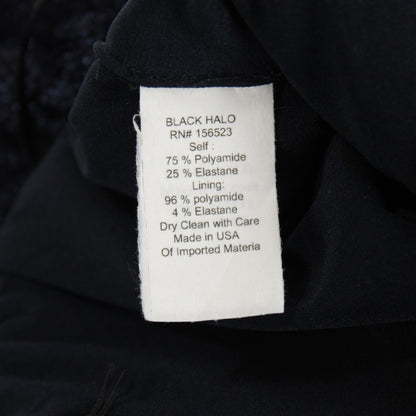 BLACK HALO
RN# 156523
Self :
75 % Polyamide
25 % Elastane
Lining:
96 % polyamide
4 % Elastane
Dry Clean with Care
Made in USA
Of Imported Materia